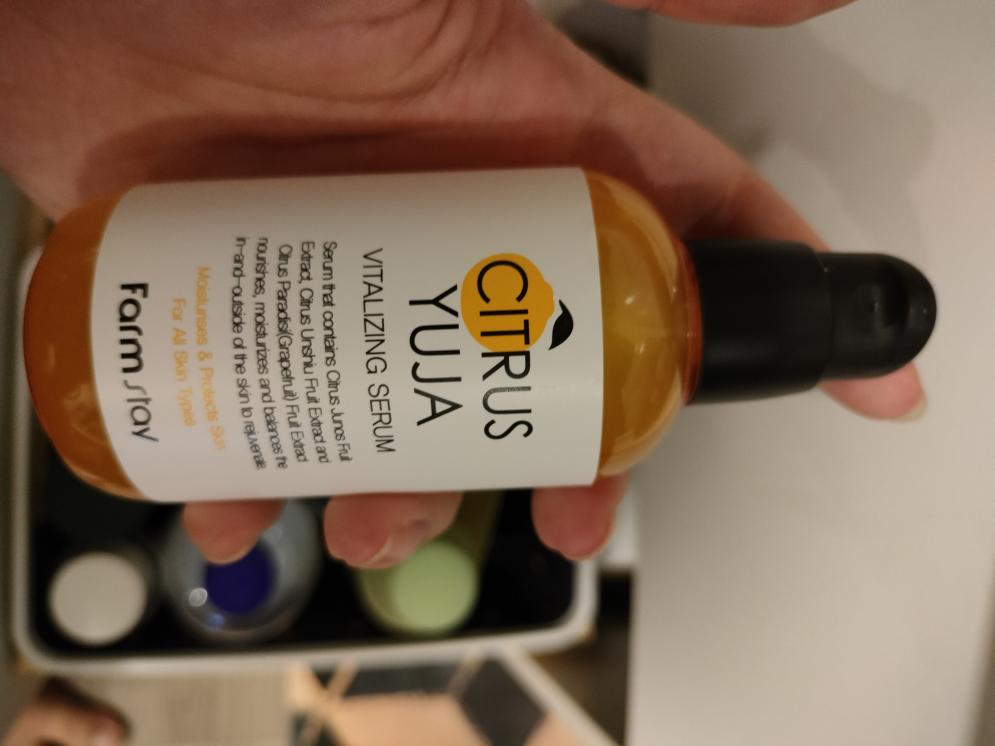 CITRUS
YUJA
VITALIZING SERUM
Serum that contains Citrus Junos Fruit
Extract, Citrus Unshiu Fruit Extract and
Citrus Paradisi(Grapefruit) Fruit Extract
nourishes, moisturizes and balances the
in-and-outside of the skin to rejuvenate.
Moisturises & Protects Skin
For All Skin Types
Farm stay